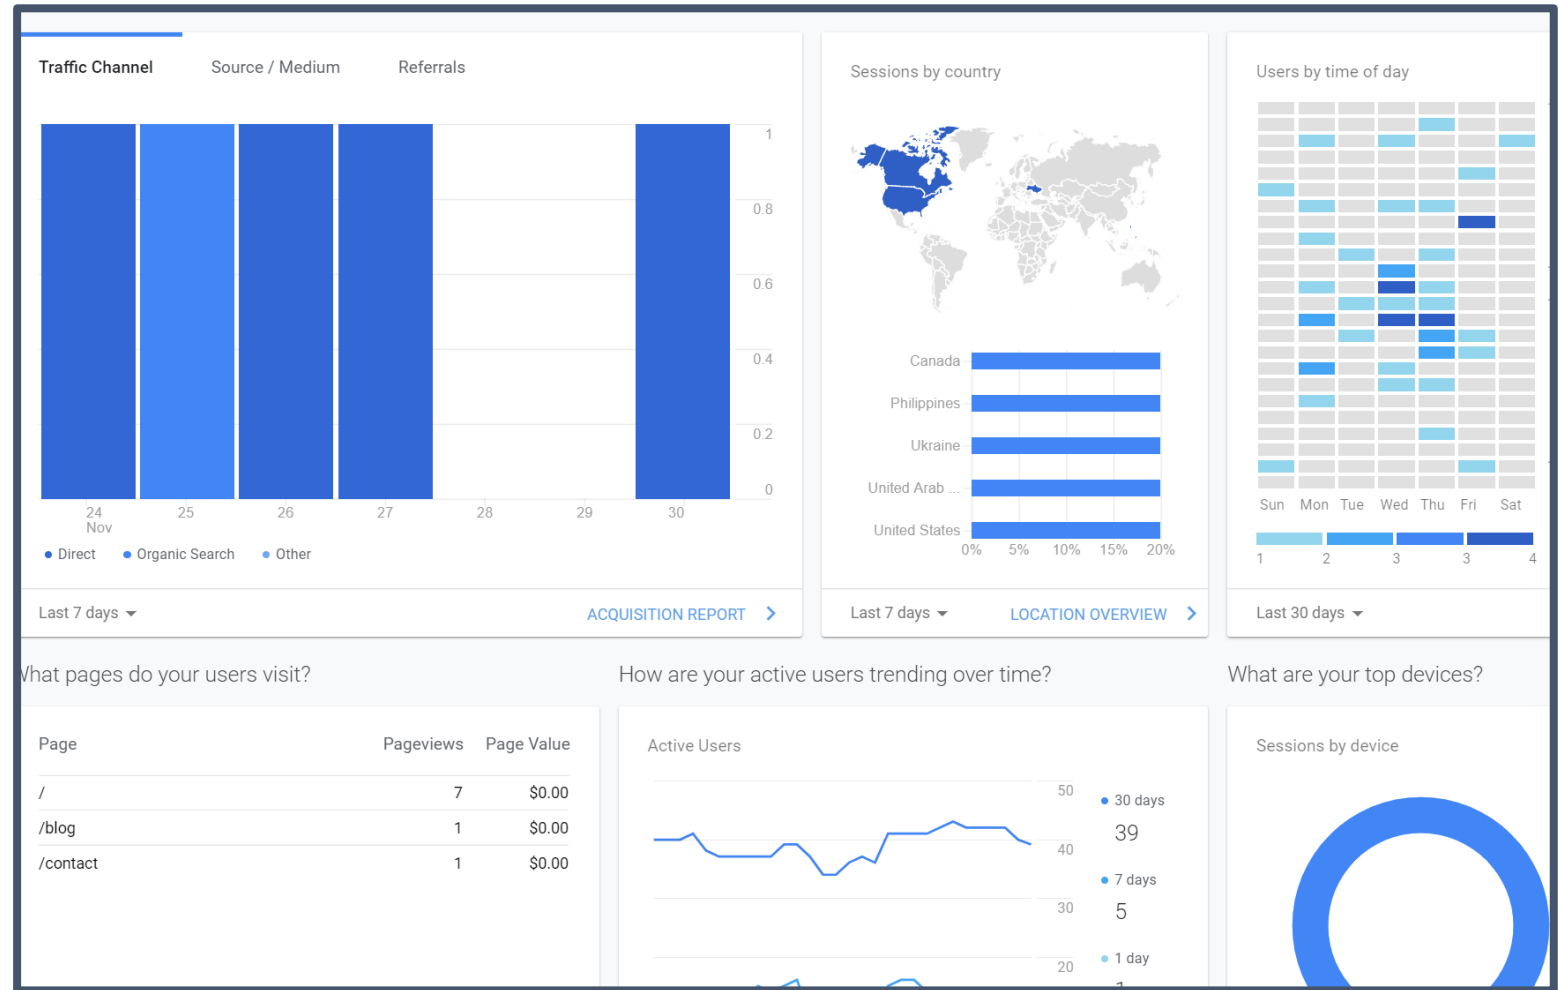 Traffic Channel Source / Medium Referrals
1
0.8
0.6
0.4
0.2
0
24 25 26 27 28 29 30
Nov
Direct Organic Search Other
Last 7 days ACQUISITION REPORT
Sessions by country
Canada
Philippines
Ukraine
United Arab ...
United States
0% 5% 10% 15% 20%
Last 7 days LOCATION OVERVIEW
Users by time of day
Sun Mon Tue Wed Thu Fri Sat
1 2 3 3 4
Last 30 days
What pages do your users visit?
Page Pageviews Page Value
/ 7 $0.00
/blog 1 $0.00
/contact 1 $0.00
How are your active users trending over time?
Active Users
50
40
30
20
30 days
39
7 days
5
1 day
What are your top devices?
Sessions by device